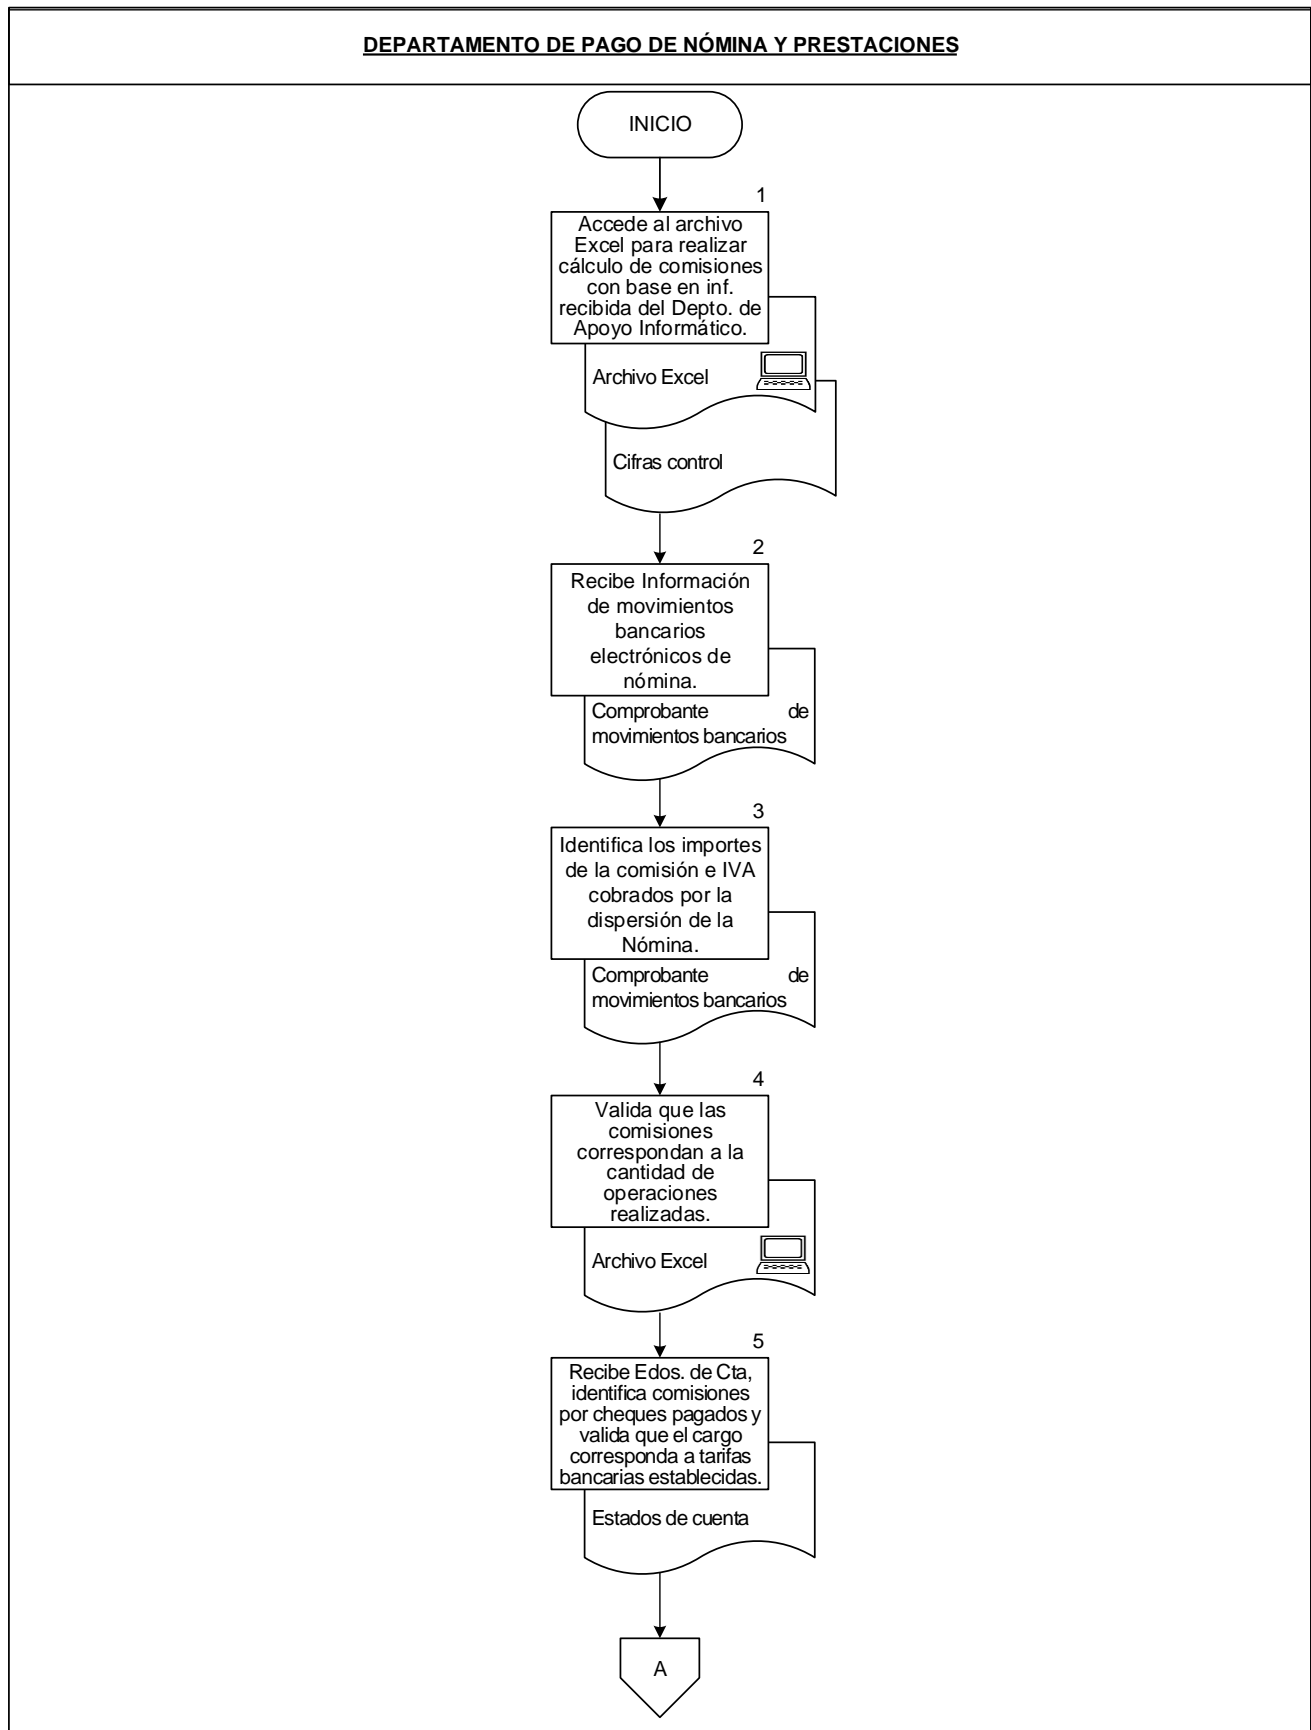 DEPARTAMENTO DE PAGO DE NÓMINA Y PRESTACIONES
INICIO
1
Accede al archivo
Excel para realizar
cálculo de comisiones
con base en inf.
recibida del Depto. de
Apoyo Informático.
Archivo Excel
Cifras control
2
Recibe Información
de movimientos
bancarios
electrónicos de
nómina.
Comprobante de
movimientos bancarios
3
Identifica los importes
de la comisión e IVA
cobrados por la
dispersión de la
Nómina.
Comprobante de
movimientos bancarios
4
Valida que las
comisiones
correspondan a la
cantidad de
operaciones
realizadas.
Archivo Excel
5
Recibe Edos. de Cta,
identifica comisiones
por cheques pagados y
valida que el cargo
corresponda a tarifas
bancarias establecidas.
Estados de cuenta
A